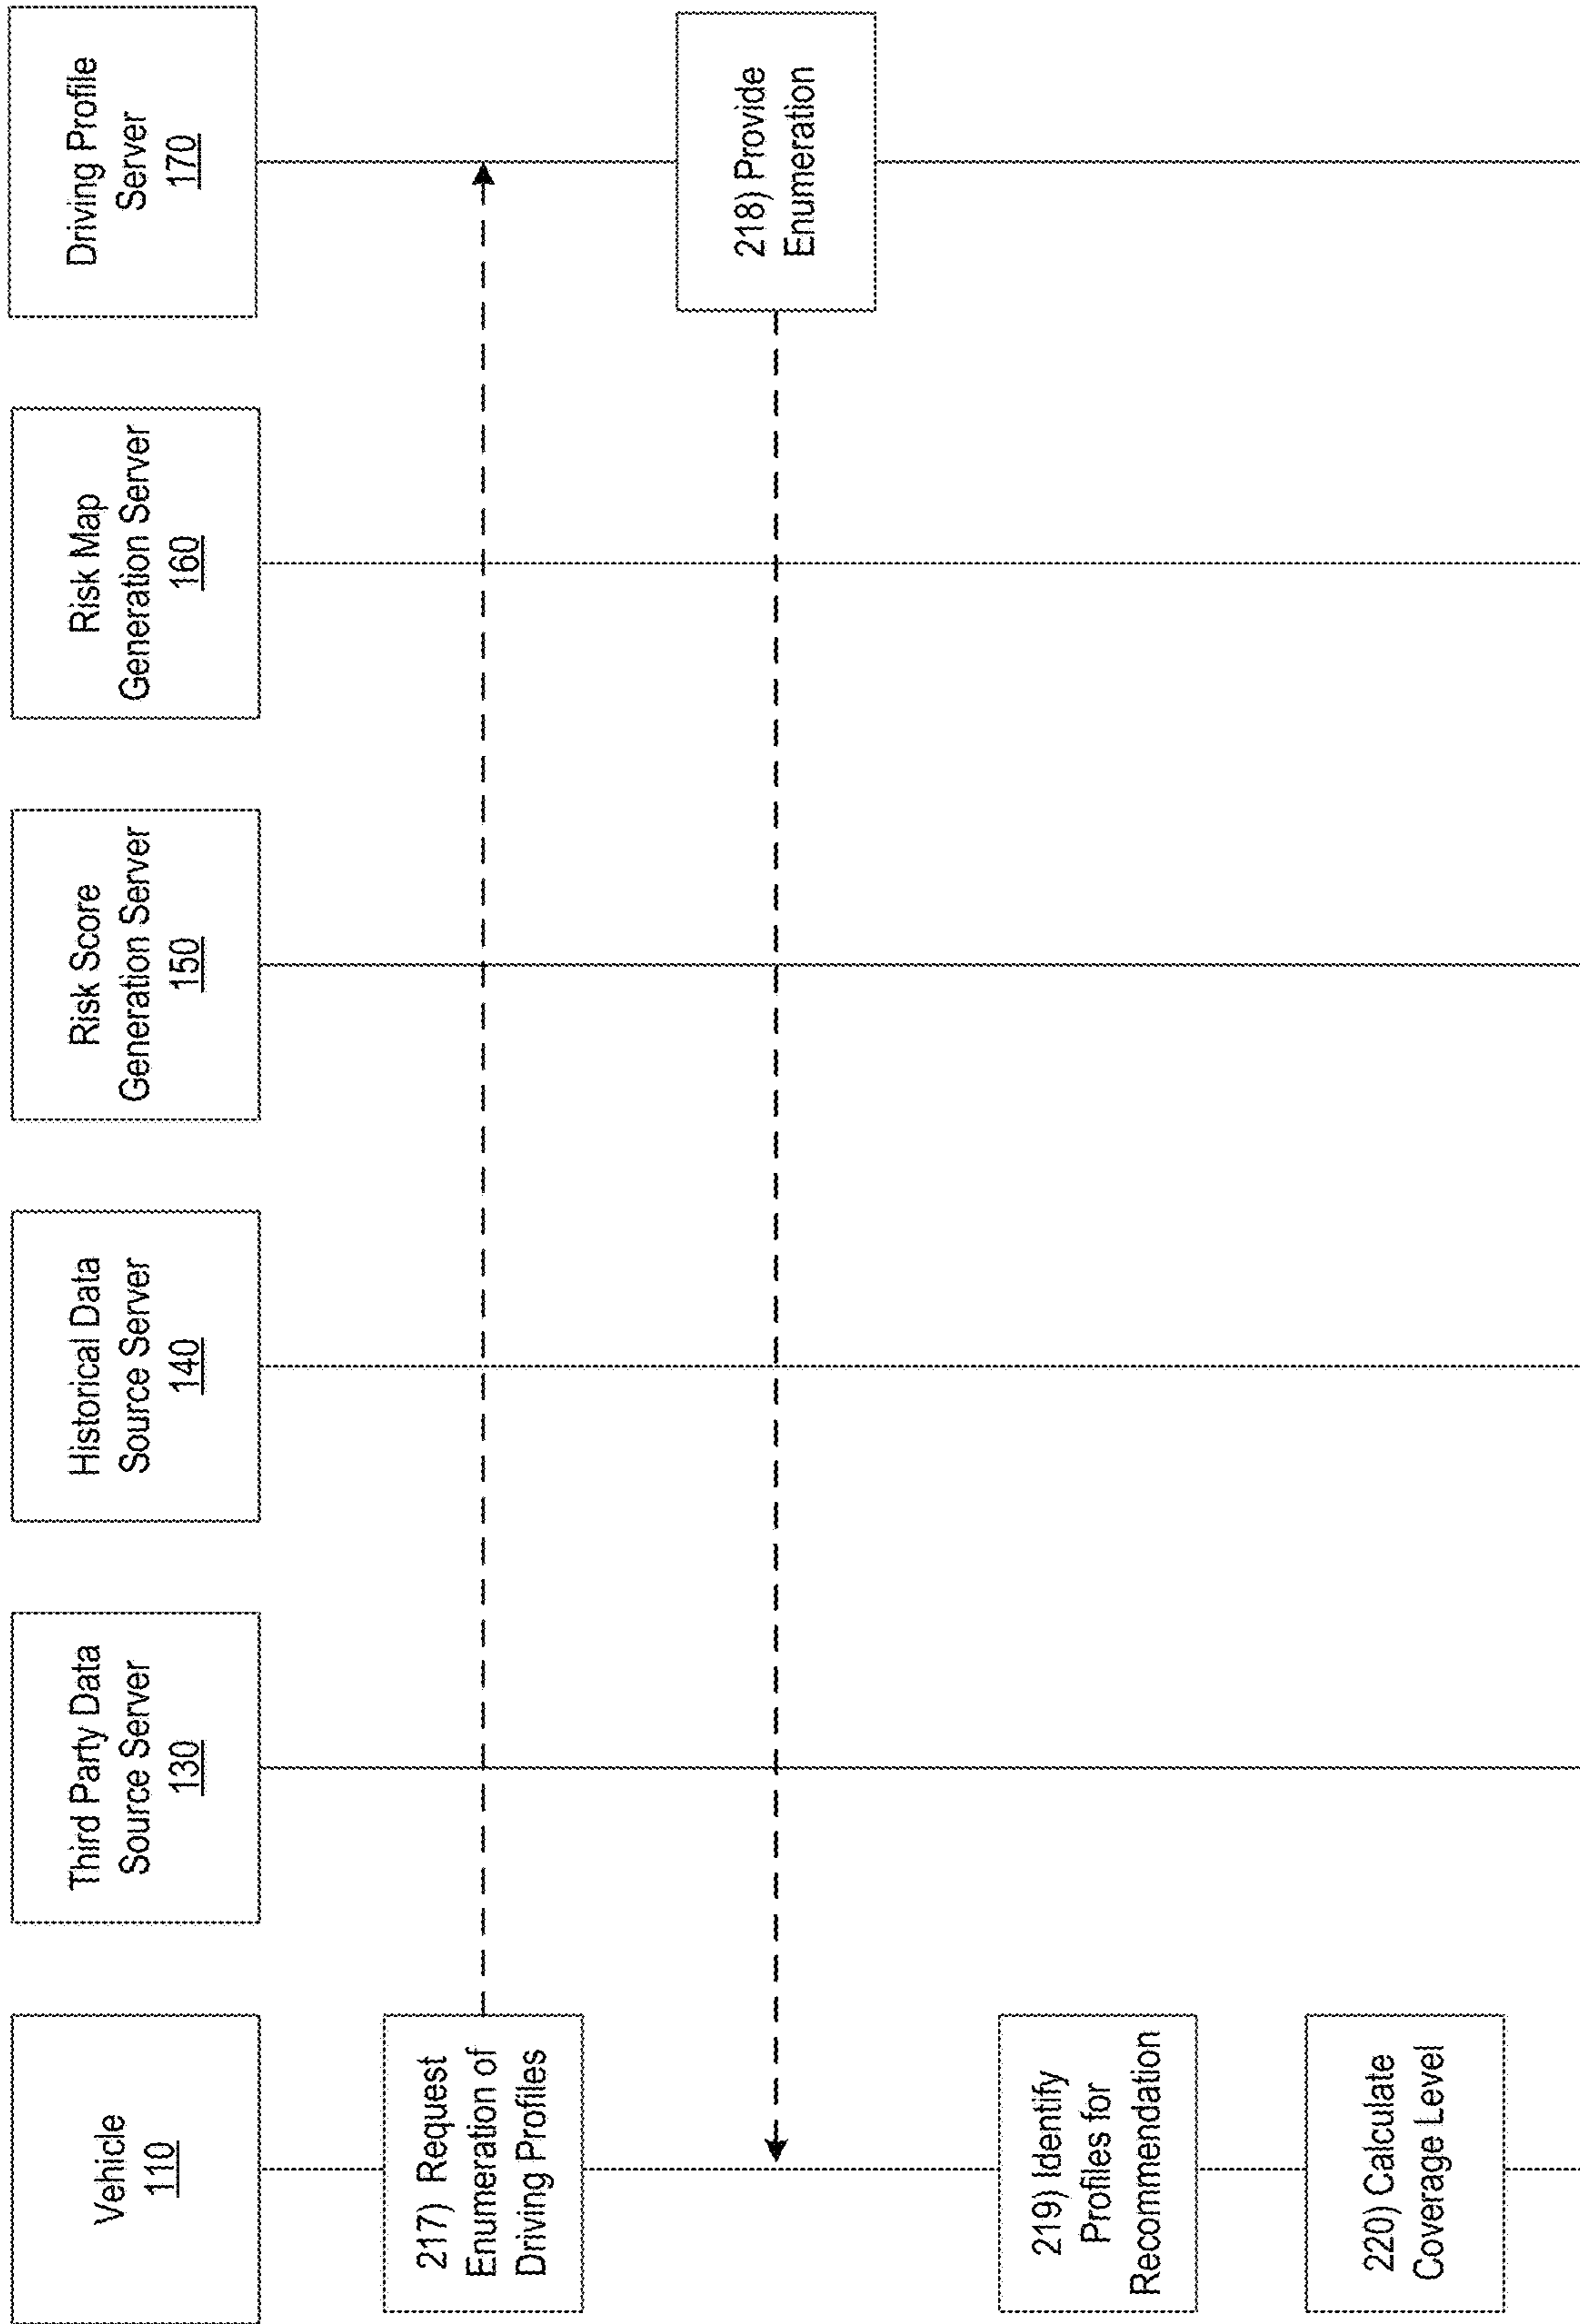 Vehicle
110
Third Party Data
Source Server
130
Historical Data
Source Server
140
Risk Score
Generation Server
150
Risk Map
Generation Server
160
Driving Profile
Server
170
217) Request
Enumeration of
Driving Profiles
218) Provide
Enumeration
219) Identify
Profiles for
Recommendation
220) Calculate
Coverage Level